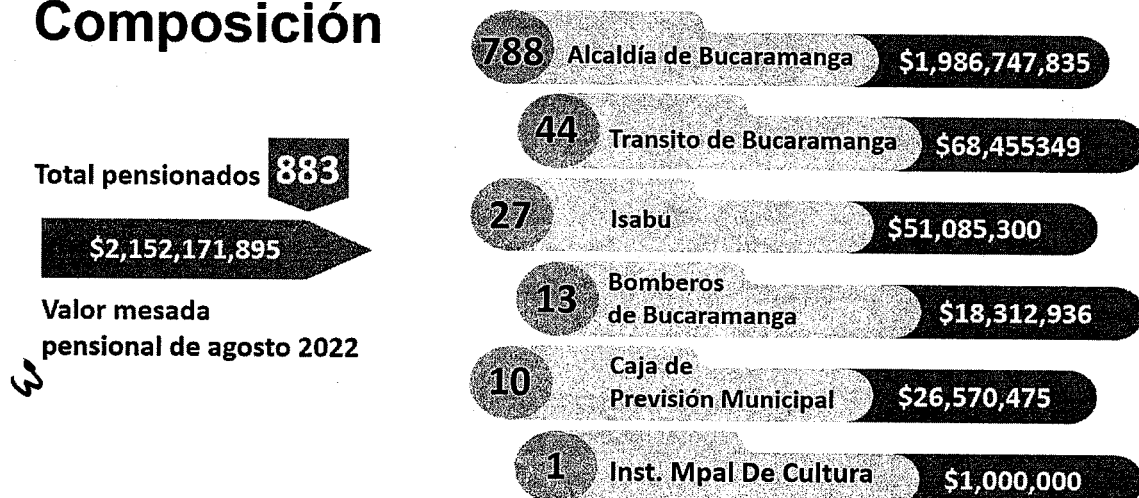 Composición
Total pensionados 883
$2,152,171,895
Valor mesada
pensional de agosto 2022
788 Alcaldía de Bucaramanga $1,986,747,835
44 Transito de Bucaramanga $68,455349
27 Isabu $51,085,300
13 Bomberos
de Bucaramanga $18,312,936
10 Caja de
Previsión Municipal $26,570,475
1 Inst. Mpal De Cultura $1,000,000